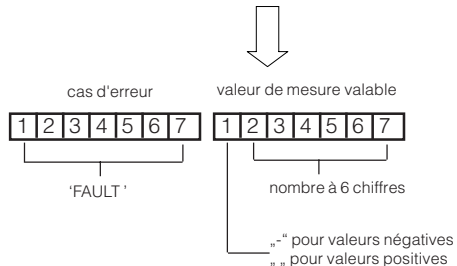 cas d'erreur
valeur de mesure valable
1 2 3 4 5 6 7
1 2 3 4 5 6 7
'FAULT '
nombre à 6 chiffres
„-“ pour valeurs négatives
„ „ pour valeurs positives